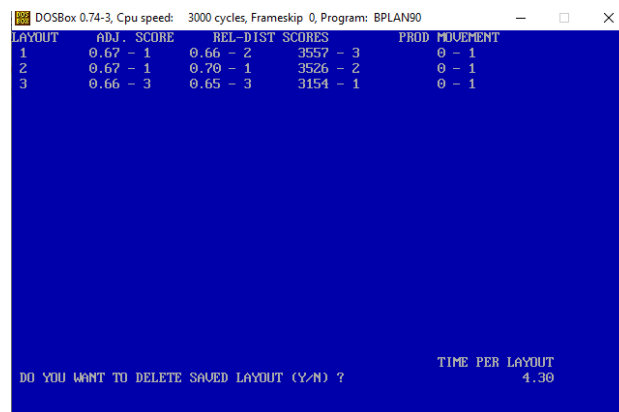 DOSBox 0.74-3, Cpu speed: 3000 cycles, Frameskip 0, Program: BPLAN90
LAYOUT ADJ. SCORE REL-DIST SCORES PROD MOVEMENT
1 0.67 - 1 0.66 - 2 3557 - 3 0 - 1
2 0.67 - 1 0.70 - 1 3526 - 2 0 - 1
3 0.66 - 3 0.65 - 3 3154 - 1 0 - 1
TIME PER LAYOUT
DO YOU WANT TO DELETE SAVED LAYOUT (Y/N) ? 4.30